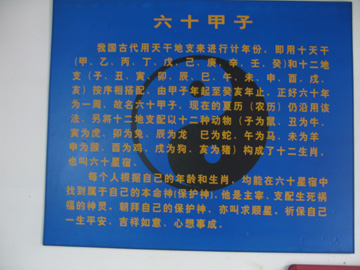 六十甲子
我国古代用天干地支来进行计年份，即用十天干
(甲、乙、丙、丁、戊、己、庚、辛、壬、癸)和十二地
支(子、丑、寅、卯、辰、巳、午、未、申、酉、戌、
亥)按序相搭配，由甲子年起至癸亥年止，正好六十年
为一周，故名六十甲子，现在的夏历（农历）仍沿用该
法，另将十二地支配以十二种动物（子为鼠、丑为牛、
寅为虎、卯为兔、辰为龙 巳为蛇、午为马、未为羊
申为猴、酉为鸡、戌为狗、亥为猪）构成了十二生肖，
也叫六十星宿。
每个人根据自己的年龄和生肖，均能在六十星宿中
找到属于自己的本命神(保护神)，他是主宰、支配生死祸
福的神灵，朝拜自己的保护神，亦叫求顺星，祈保自己
一生平安，吉祥如意、心想事成。